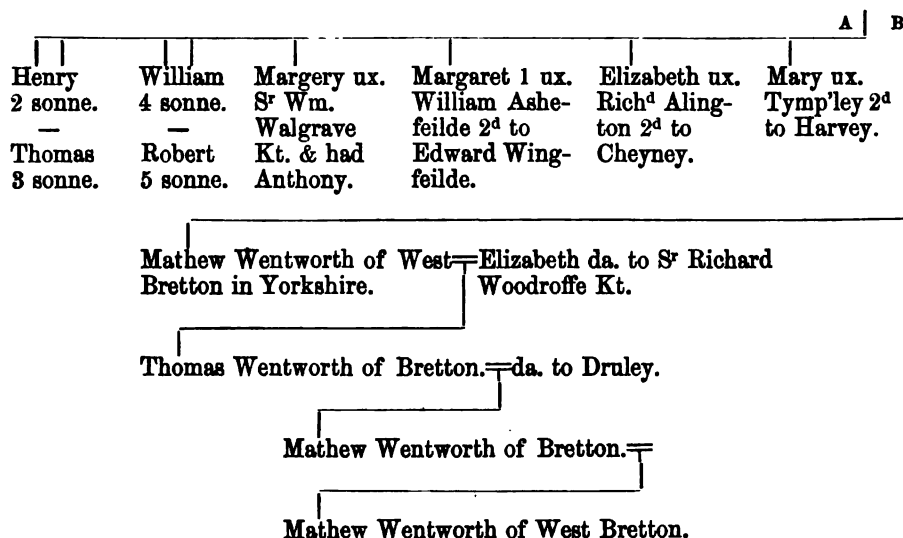 A | B
Henry
2 sonne.
—
Thomas
3 sonne.
William
4 sonne.
—
Robert
5 sonne.
Margery ux.
Sr Wm.
Walgrave
Kt. & had
Anthony.
Margaret 1 ux.
William Ashe-
feilde 2d to
Edward Wing-
feilde.
Elizabeth ux.
Richd Aling-
ton 2d to
Cheyney.
Mary ux.
Tymp'ley 2d
to Harvey.
Mathew Wentworth of West
Bretton in Yorkshire.
Elizabeth da. to Sr Richard
Woodroffe Kt.
Thomas Wentworth of Bretton.
da. to Druley.
Mathew Wentworth of Bretton.
Mathew Wentworth of West Bretton.